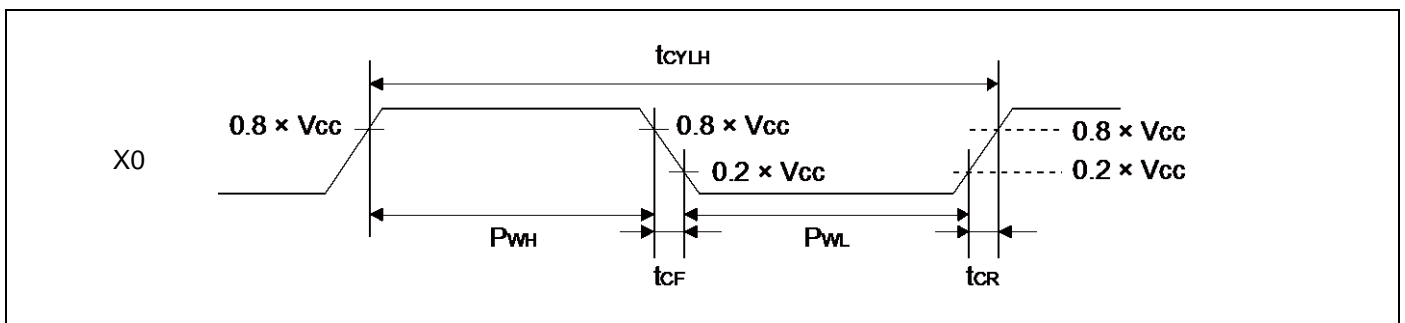 tCYLH
0.8 × Vcc
0.8 × Vcc
0.8 × Vcc
X0
0.2 × Vcc
0.2 × Vcc
PWH
PWL
tCF
tCR